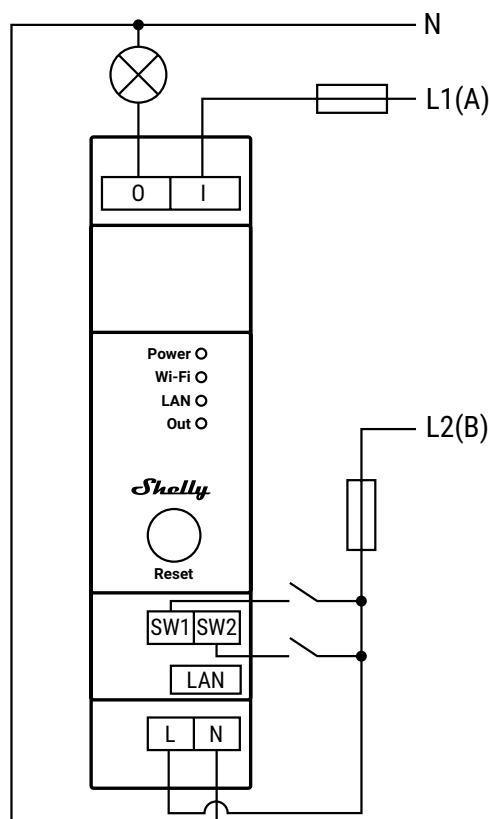 N
L1(A)
O I
Power
Wi-Fi
LAN
Out
L2(B)
Shelly
Reset
SW1 SW2
LAN
L N